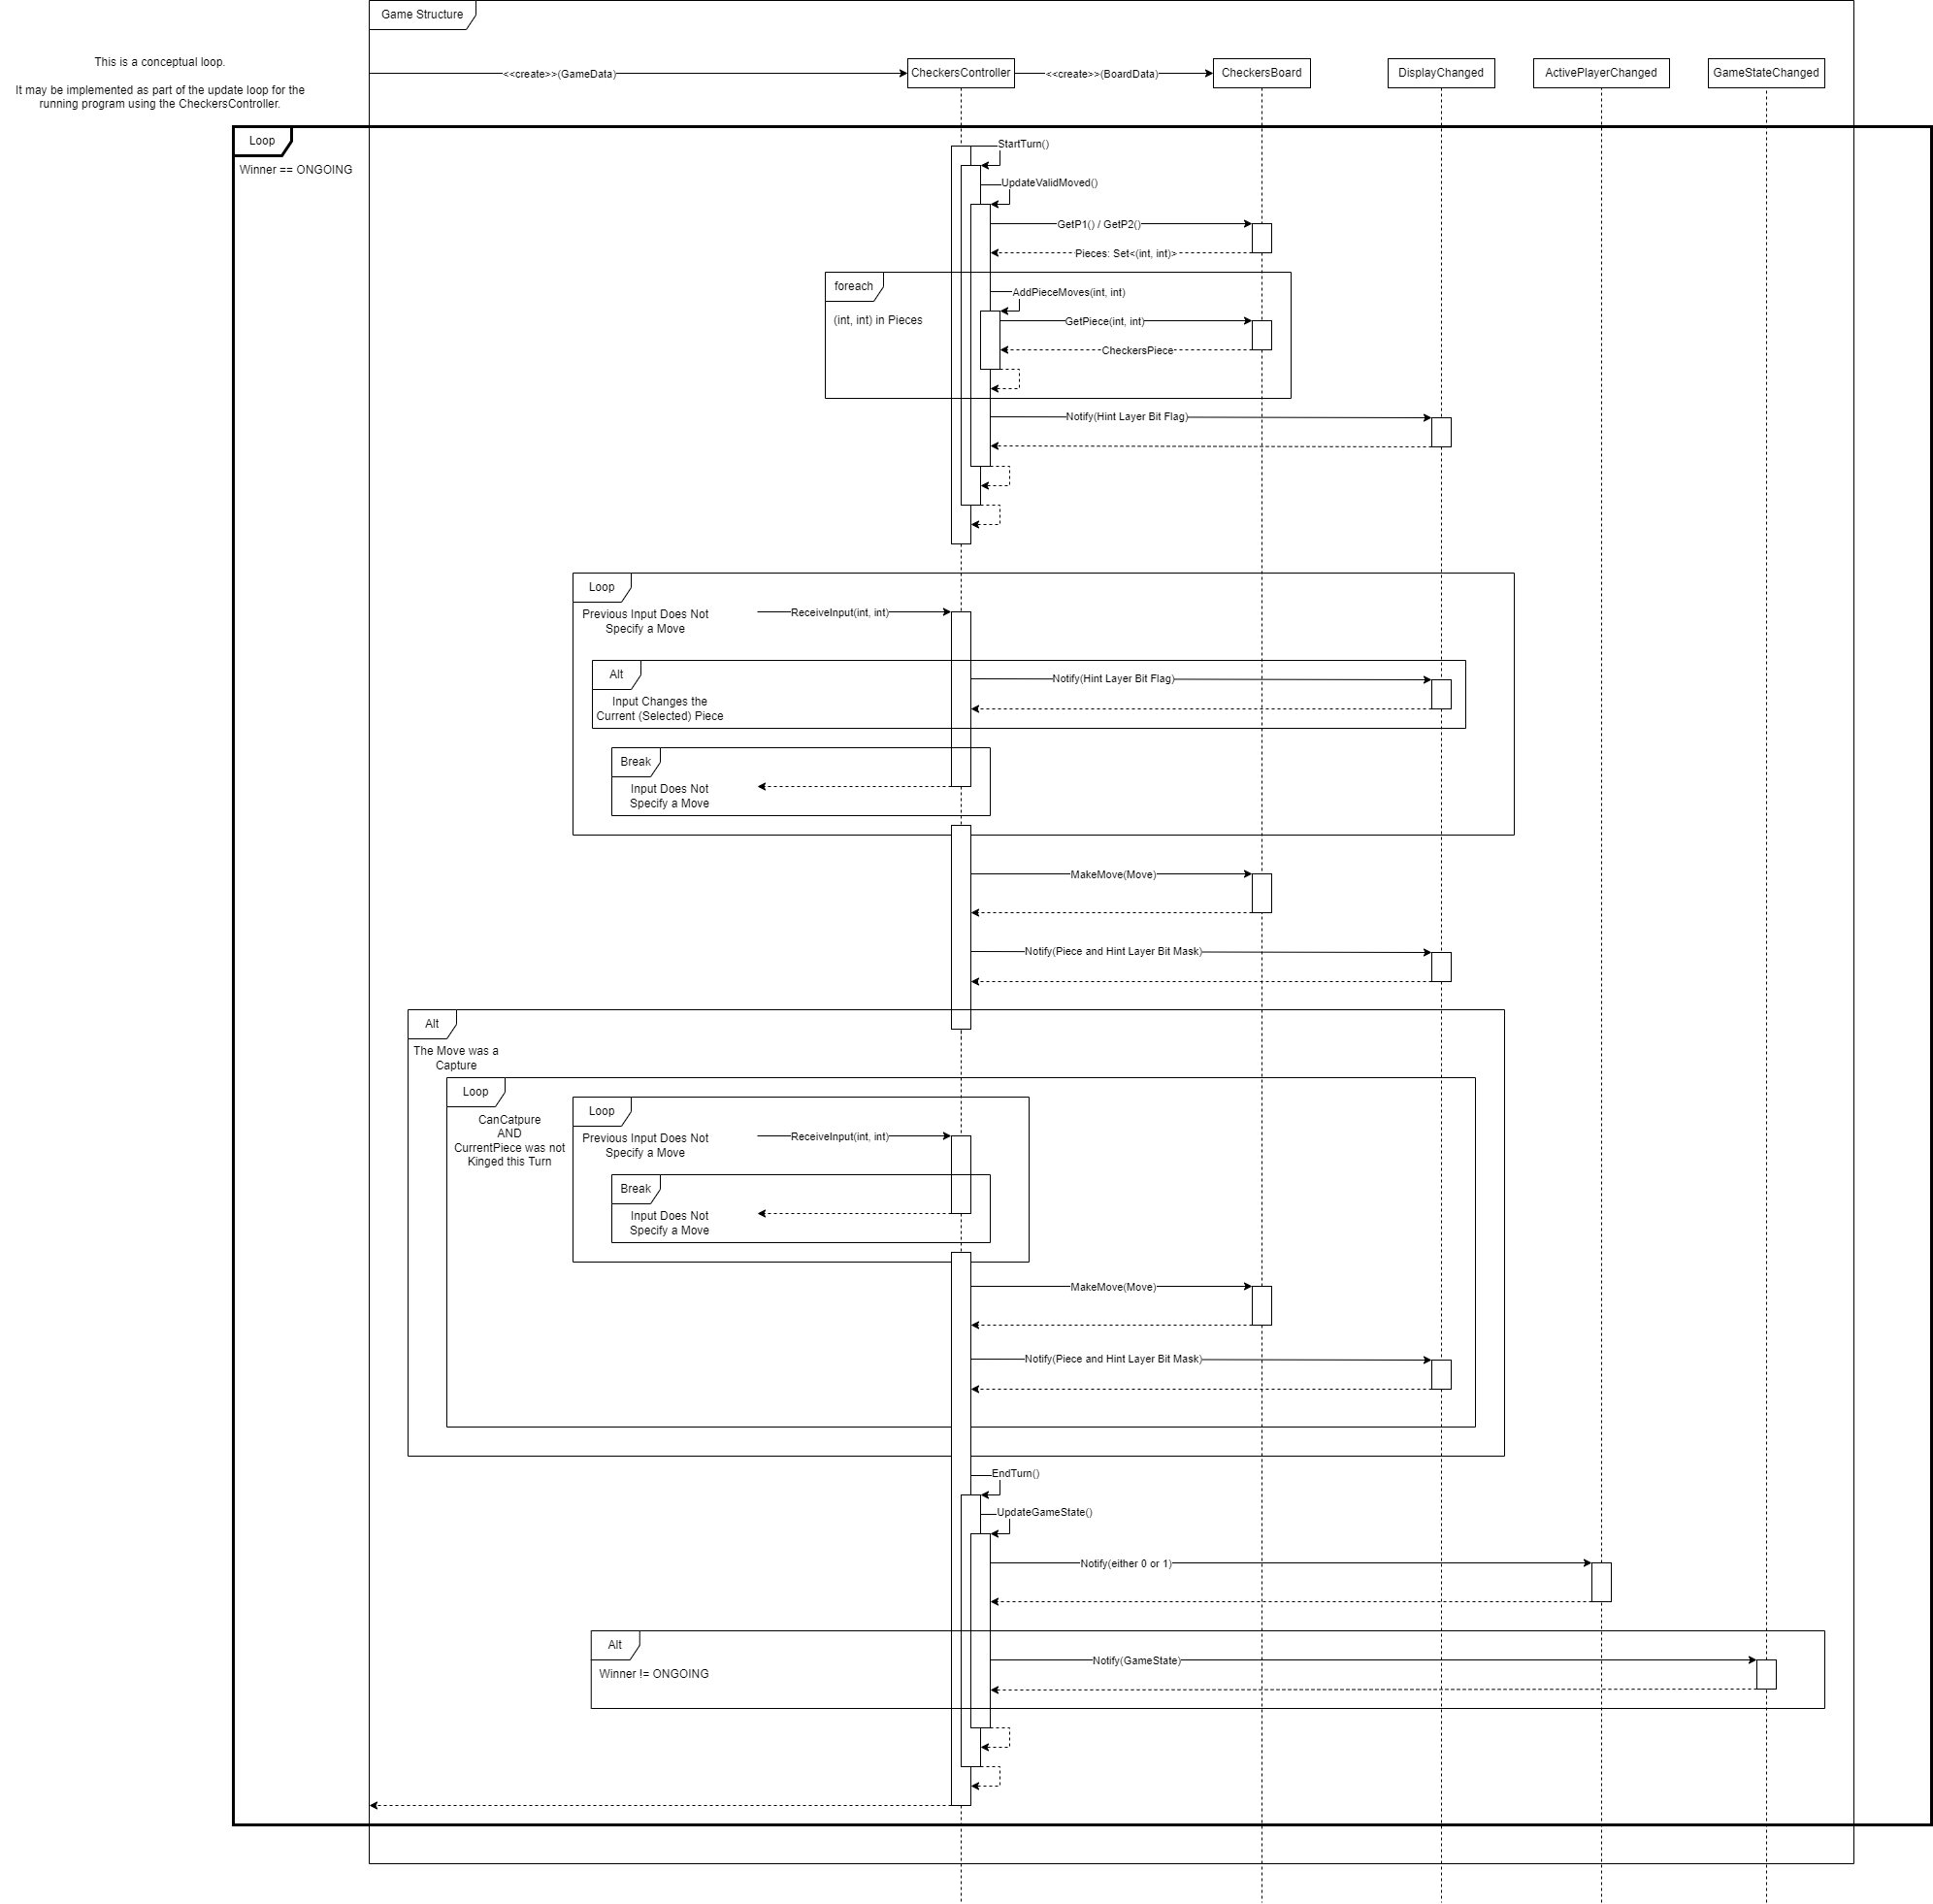 Game Structure
This is a conceptual loop.
It may be implemented as part of the update loop for the
running program using the CheckersController.
<<create>>(GameData)
CheckersController
<<create>>(BoardData)
CheckersBoard
DisplayChanged
ActivePlayerChanged
GameStateChanged
Loop
Winner == ONGOING
StartTurn()
UpdateValidMoved()
GetP1() / GetP2()
Pieces: Set<(int, int)>
foreach
(int, int) in Pieces
AddPieceMoves(int, int)
GetPiece(int, int)
CheckersPiece
Notify(Hint Layer Bit Flag)
Loop
Previous Input Does Not
Specify a Move
ReceiveInput(int, int)
Alt
Input Changes the
Current (Selected) Piece
Notify(Hint Layer Bit Flag)
Break
Input Does Not
Specify a Move
MakeMove(Move)
Notify(Piece and Hint Layer Bit Mask)
Alt
The Move was a
Capture
Loop
CanCatpure
AND
CurrentPiece was not
Kinged this Turn
Loop
Previous Input Does Not
Specify a Move
ReceiveInput(int, int)
Break
Input Does Not
Specify a Move
MakeMove(Move)
Notify(Piece and Hint Layer Bit Mask)
EndTurn()
UpdateGameState()
Notify(either 0 or 1)
Alt
Winner != ONGOING
Notify(GameState)